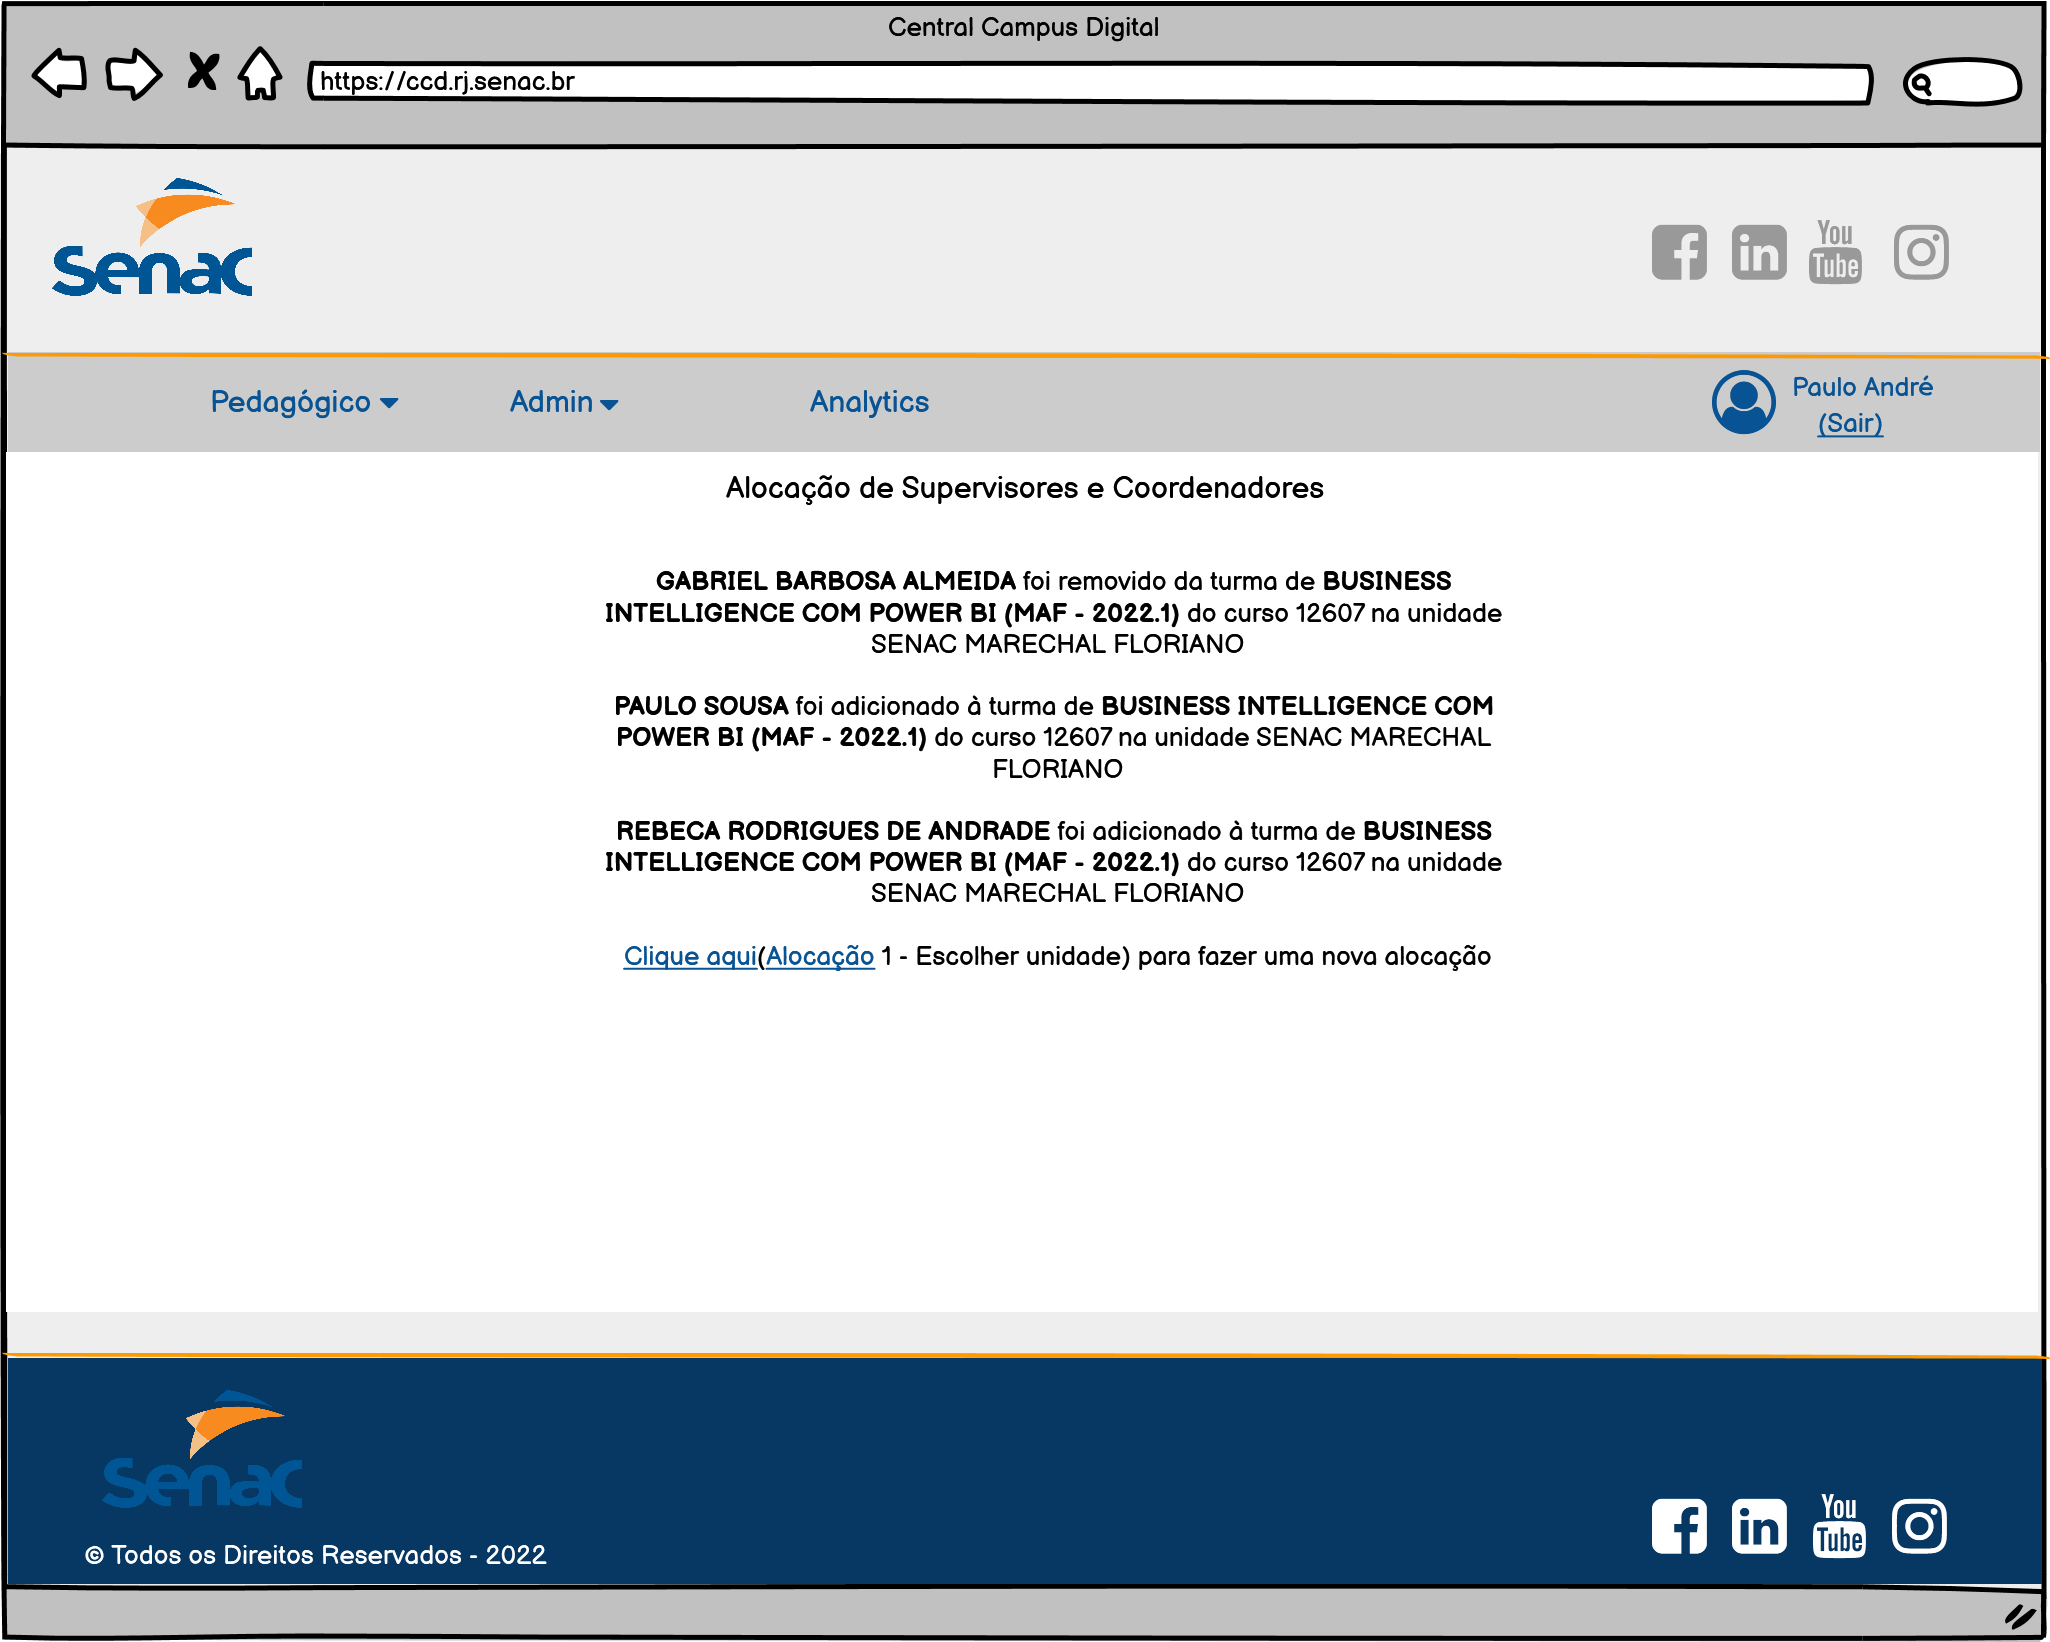 Central Campus Digital
https://ccd.rj.senac.br
Senac
You
Tube
in
Pedagógico
Admin
Analytics
Paulo André
(Sair)
Alocação de Supervisores e Coordenadores
GABRIEL BARBOSA ALMEIDA foi removido da turma de BUSINESS
INTELLIGENCE COM POWER BI (MAF - 2022.1) do curso 12607 na unidade
SENAC MARECHAL FLORIANO
PAULO SOUSA foi adicionado à turma de BUSINESS INTELLIGENCE COM
POWER BI (MAF - 2022.1) do curso 12607 na unidade SENAC MARECHAL
FLORIANO
REBECA RODRIGUES DE ANDRADE foi adicionado à turma de BUSINESS
INTELLIGENCE COM POWER BI (MAF - 2022.1) do curso 12607 na unidade
SENAC MARECHAL FLORIANO
Clique aqui(Alocação 1 - Escolher unidade) para fazer uma nova alocação
Senac
You
Tube
in
© Todos os Direitos Reservados - 2022